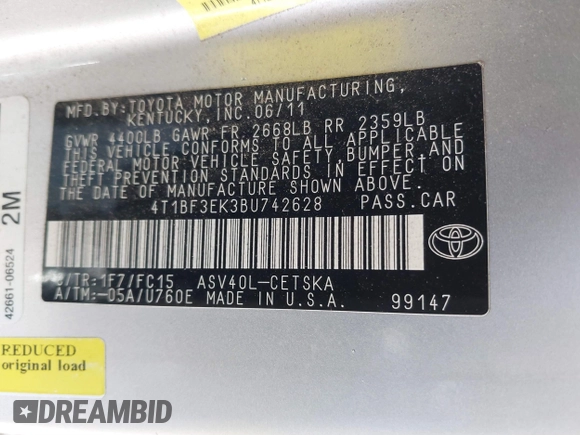 MFD.BY:TOYOTA MOTOR MANUFACTURING,
KENTUCKY,INC.06/11
GVWR 4400LB GAWR FR 2668LB RR 2359LB
THIS VEHICLE CONFORMS TO ALL APPLICABLE
FEDERAL MOTOR VEHICLE SAFETY,BUMPER,AND
THEFT PREVENTION STANDARDS IN EFFECT ON
THE DATE OF MANUFACTURE SHOWN ABOVE.
4T1BF3EK3BU742628 PASS.CAR
/TR:1F7/FC15 ASV40L-CETSKA
A/TM:-05A/U760E MADE IN U.S.A. 99147
TOYOTA
42661-06524 2M
REDUCED
original load
DREAMBID